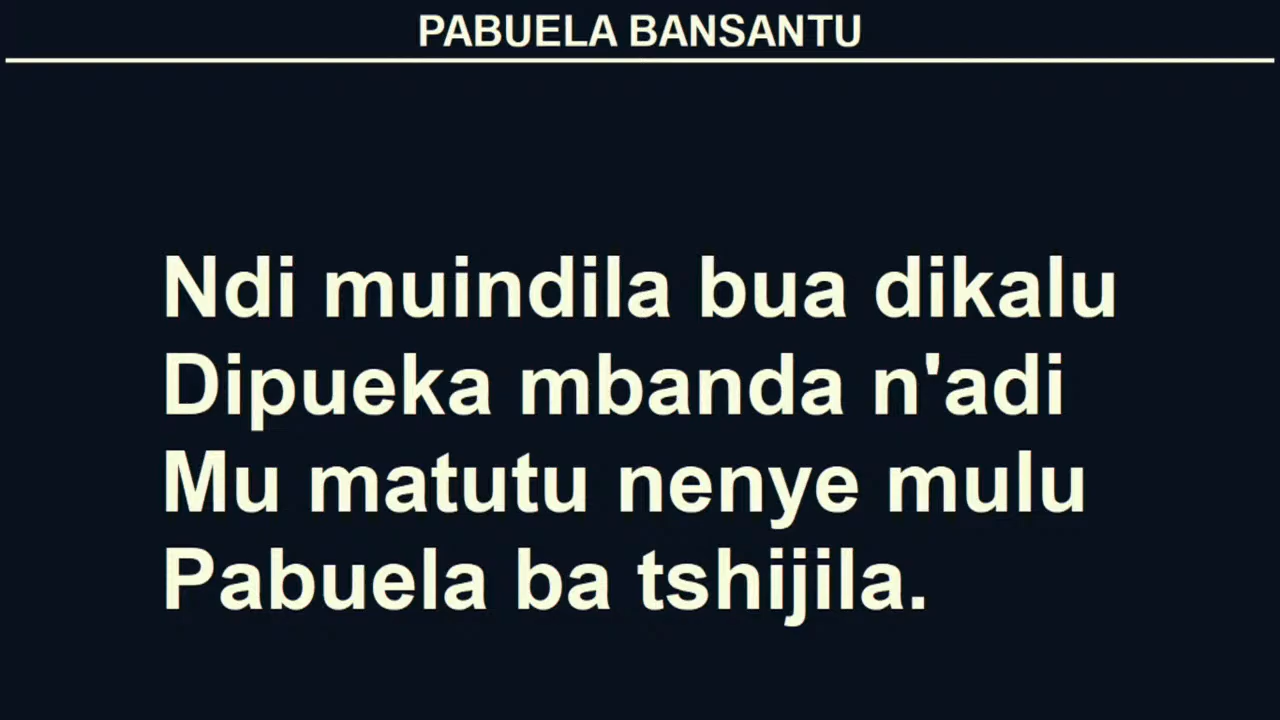 PABUELA BANSANTU
Ndi muindila bua dikalu
Dipueka mbanda n'adi
Mu matutu nenye mulu
Pabuela ba tshijila.